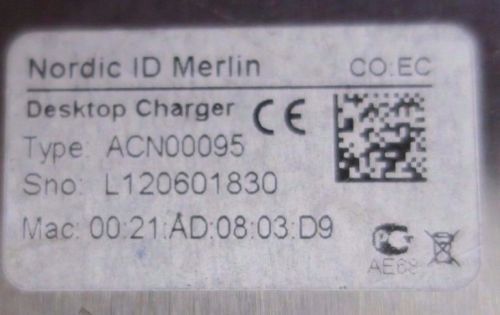 Nordic ID Merlin CO.EC
Desktop Charger CE
Type: ACN00095
Sno: L120601830
Mac: 00:21:AD:08:03:D9
AE68